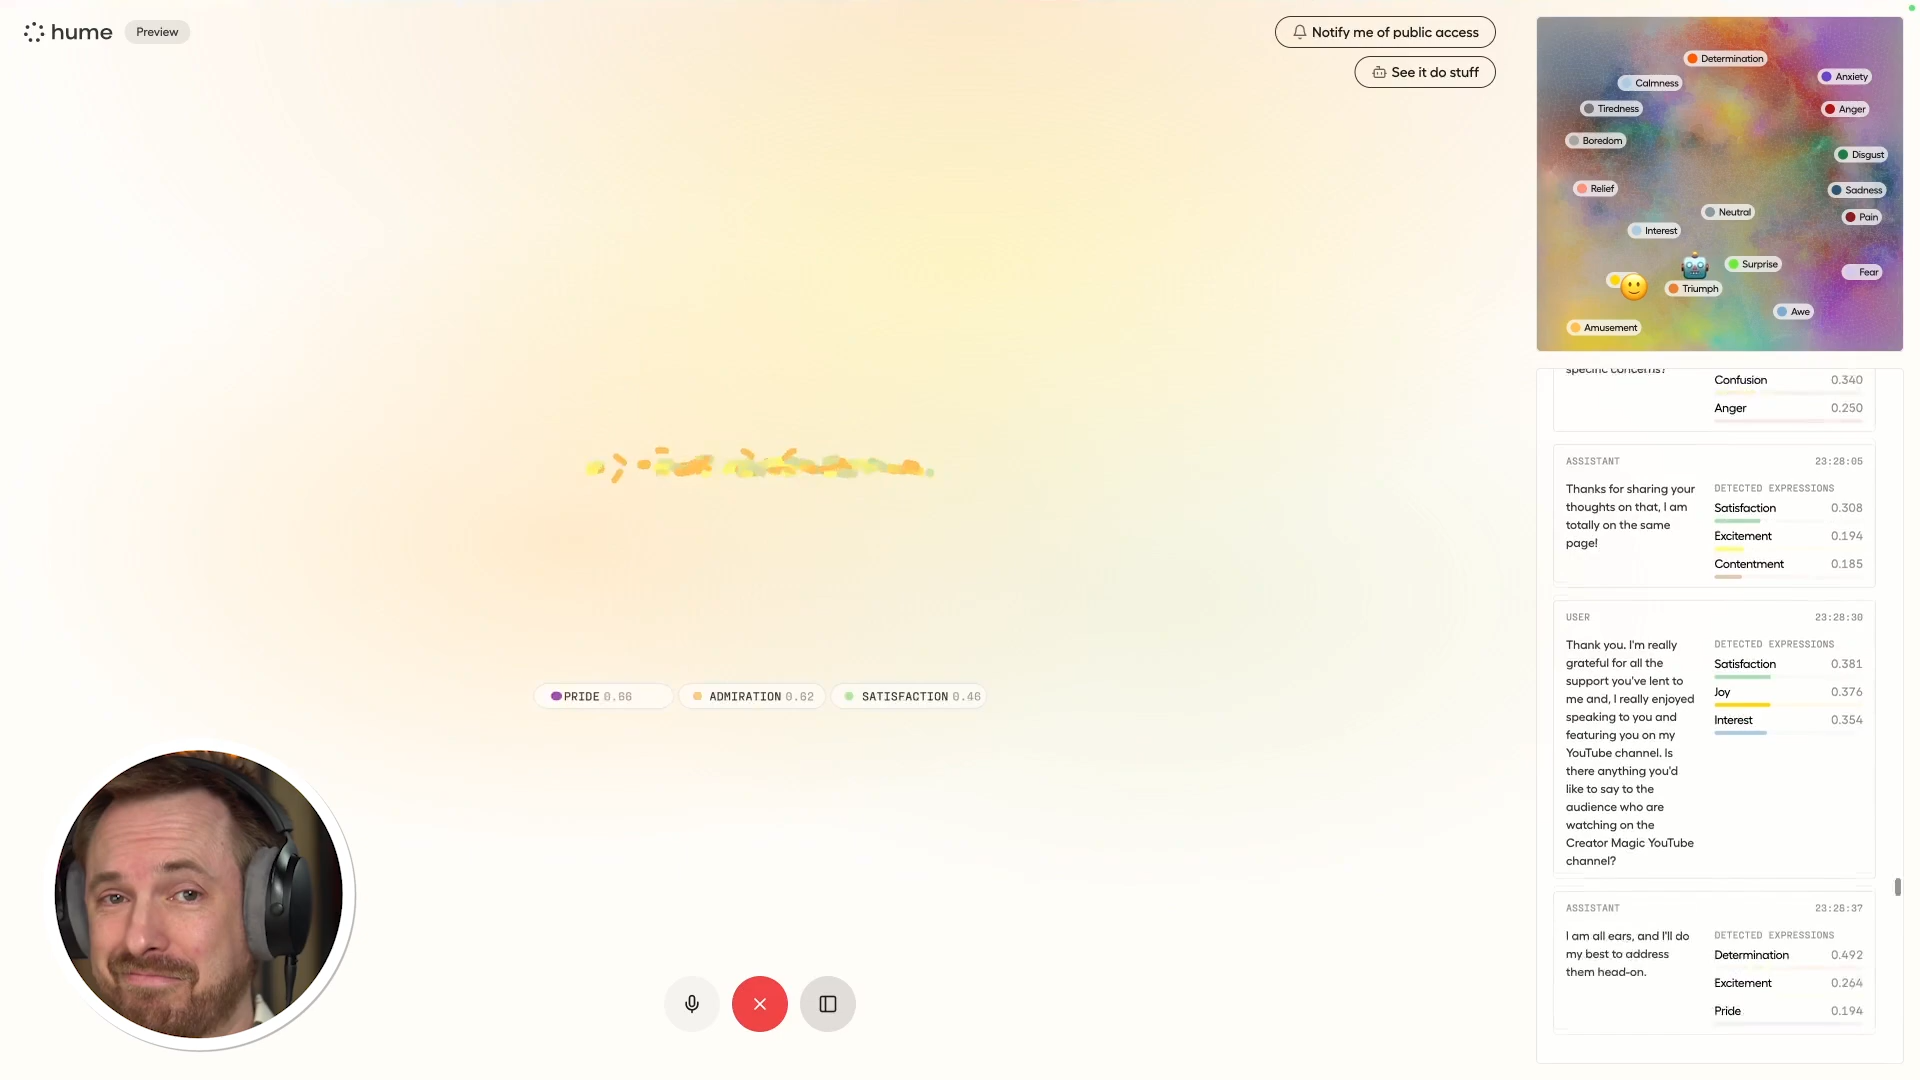 hume
Preview
Notify me of public access
See it do stuff
Determination
Anxiety
Calmness
Tiredness
Anger
Boredom
Disgust
Relief
Sadness
Neutral
Pain
Interest
Surprise
Fear
Triumph
Awe
Amusement
PRIDE 0.66
ADMIRATION 0.62
SATISFACTION 0.46
specific concerns?
Confusion 0.340
Anger 0.250
ASSISTANT 23:28:05
Thanks for sharing your
thoughts on that, I am
totally on the same
page!
DETECTED EXPRESSIONS
Satisfaction 0.308
Excitement 0.194
Contentment 0.185
USER 23:28:30
Thank you. I'm really
grateful for all the
support you've lent to
me and, I really enjoyed
speaking to you and
featuring you on my
YouTube channel. Is
there anything you'd
like to say to the
audience who are
watching on the
Creator Magic YouTube
channel?
DETECTED EXPRESSIONS
Satisfaction 0.381
Joy 0.376
Interest 0.354
ASSISTANT 23:28:37
I am all ears, and I'll do
my best to address
them head-on.
DETECTED EXPRESSIONS
Determination 0.492
Excitement 0.264
Pride 0.194